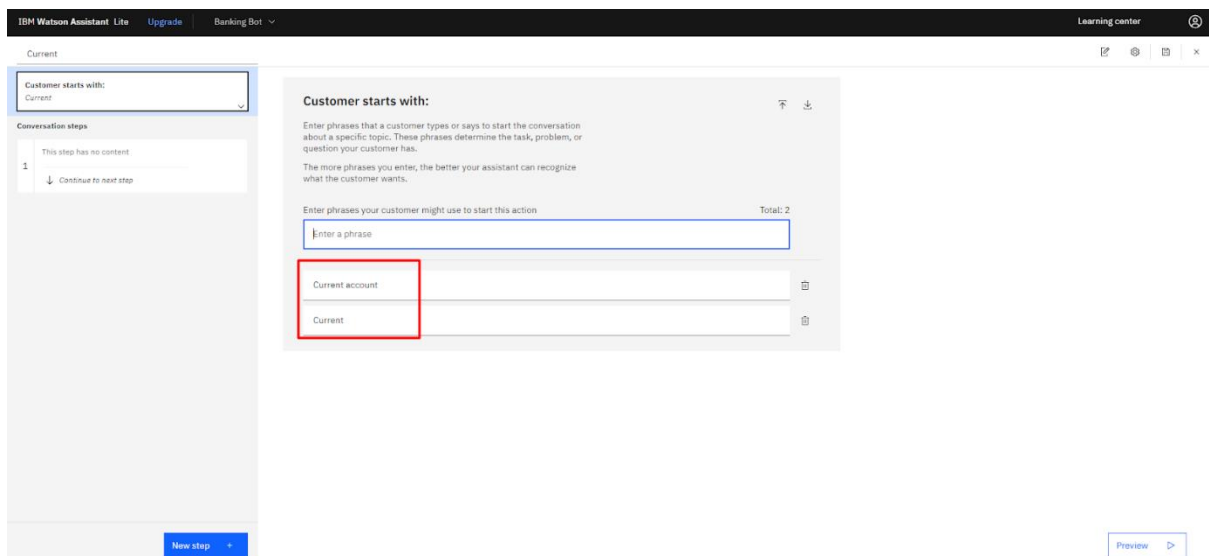 IBM Watson Assistant Lite Upgrade Banking Bot Learning center
Current
Customer starts with:
Current
Conversation steps
1
This step has no content
Continue to next step
New step +
Customer starts with:
Enter phrases that a customer types or says to start the conversation
about a specific topic. These phrases determine the task, problem, or
question your customer has.
The more phrases you enter, the better your assistant can recognize
what the customer wants.
Enter phrases your customer might use to start this action Total: 2
Enter a phrase
Current account
Current
Preview